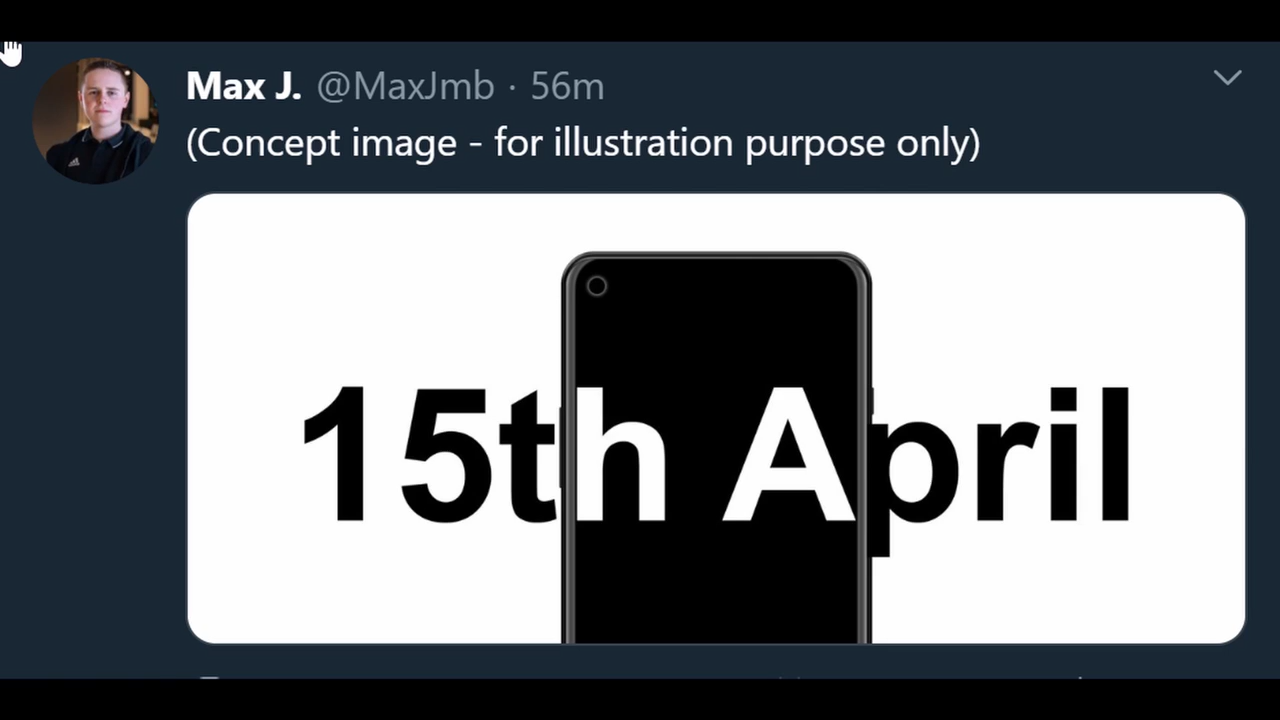 Max J. @MaxJmb · 56m
(Concept image - for illustration purpose only)
15th April